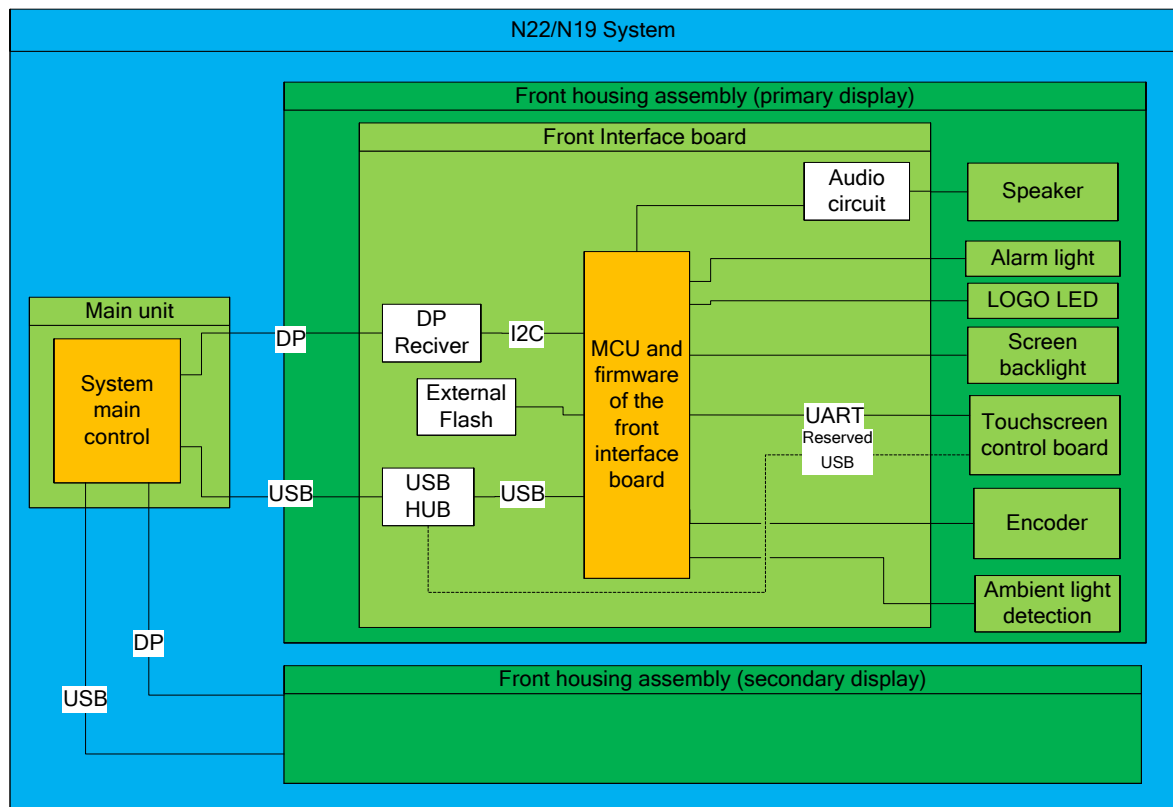 N22/N19 System
Front housing assembly (primary display)
Front Interface board
Audio
circuit
Speaker
Alarm light
LOGO LED
Main unit
System
main
control
DP
DP
Reciver
I2C
MCU and
firmware
of the
front
interface
board
Screen
backlight
External
Flash
UART
Reserved
USB
Touchscreen
control board
USB
USB
HUB
USB
Encoder
Ambient light
detection
DP
USB
Front housing assembly (secondary display)